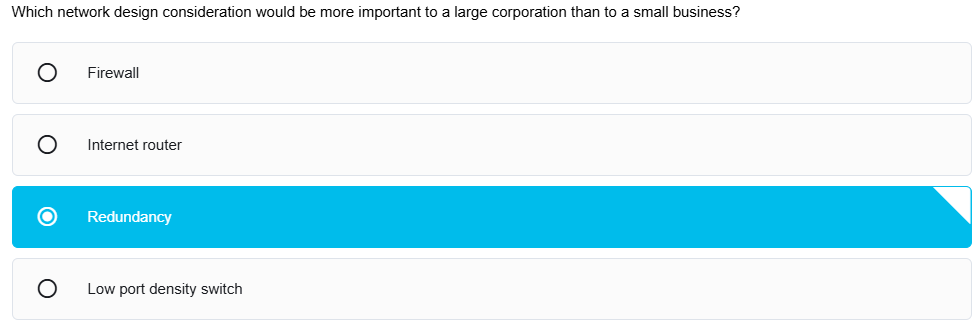 Which network design consideration would be more important to a large corporation than to a small business?
Firewall
Internet router
Redundancy
Low port density switch